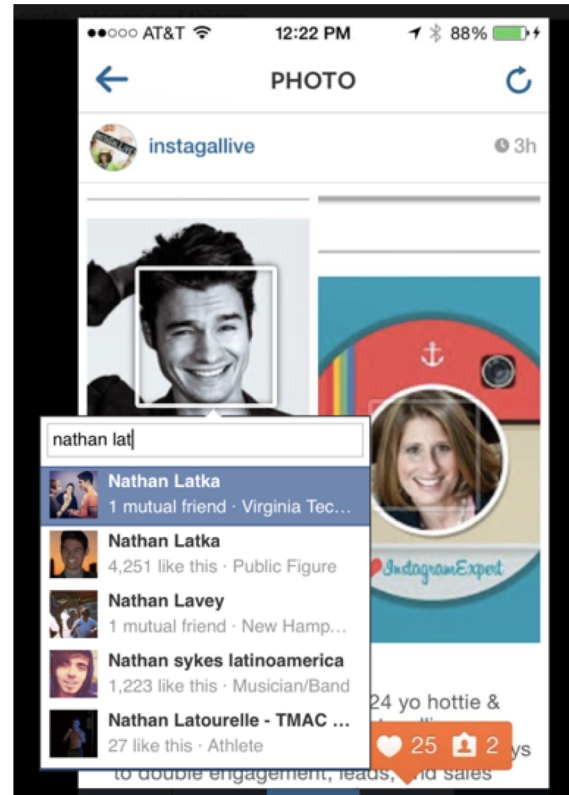 AT&T 12:22 PM 88%
PHOTO
instagallive 3h
nathan lat
Nathan Latka
1 mutual friend · Virginia Tec...
Nathan Latka
4,251 like this · Public Figure
Nathan Lavey
1 mutual friend · New Hamp...
Nathan sykes latinoamerica
1,223 like this · Musician/Band
Nathan Latourelle - TMAC ...
27 like this · Athlete
InstagramExpert
24 yo hottie &
25 2 ys
to double engagement, leads, and sales